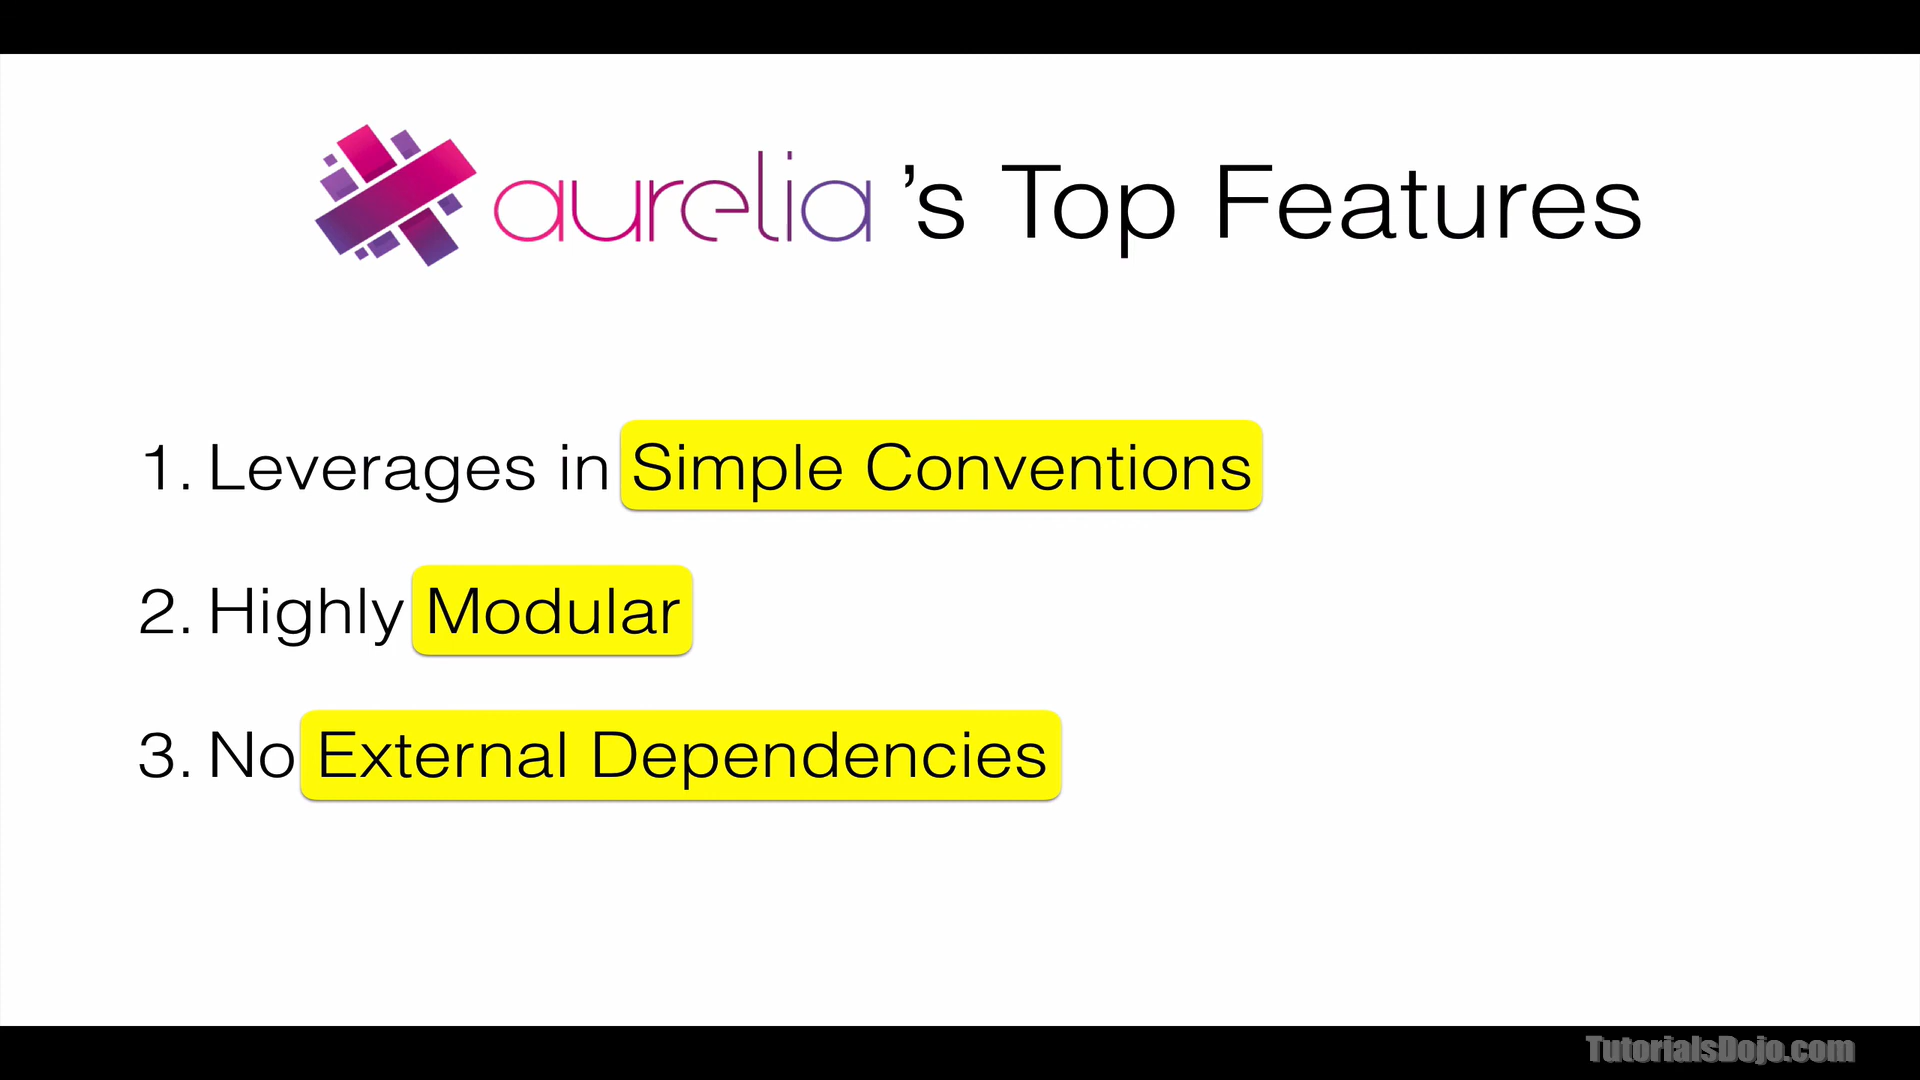 aurelia ’s Top Features
1. Leverages in Simple Conventions
2. Highly Modular
3. No External Dependencies
TutorialsDojo.com